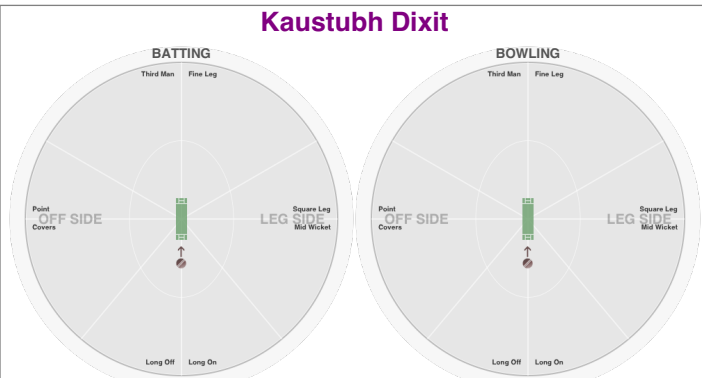 Kaustubh Dixit
BATTING
Third Man
Fine Leg
Point
OFF SIDE
Covers
Square Leg
LEG SIDE
Mid Wicket
Long Off
Long On
BOWLING
Third Man
Fine Leg
Point
OFF SIDE
Covers
Square Leg
LEG SIDE
Mid Wicket
Long Off
Long On